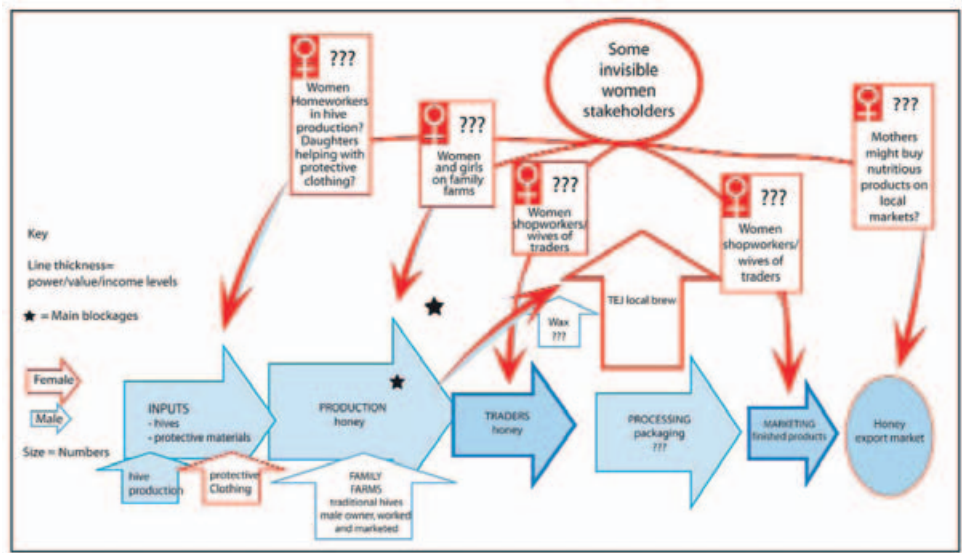 ???
Women
Homeworkers
in hive
production?
Daughters
helping with
protective
clothing?
???
Women
and girls
on family
farms
Some
invisible
women
stakeholders
???
Women
shopworkers/
wives of
traders
???
Women
shopworkers/
wives of
traders
???
Mothers
might buy
nutritious
products on
local
markets?
Key
Line thickness=
power/value/income levels
★ = Main blockages
Female
Male
Size = Numbers
INPUTS
- hives
- protective materials
hive
production
protective
Clothing
PRODUCTION
honey
FAMILY
FARMS
traditional hives
male owner, worked
and marketed
TRADERS
honey
Wax
???
TEJ local brew
PROCESSING
packaging
???
MARKETING
finished products
Honey
export market